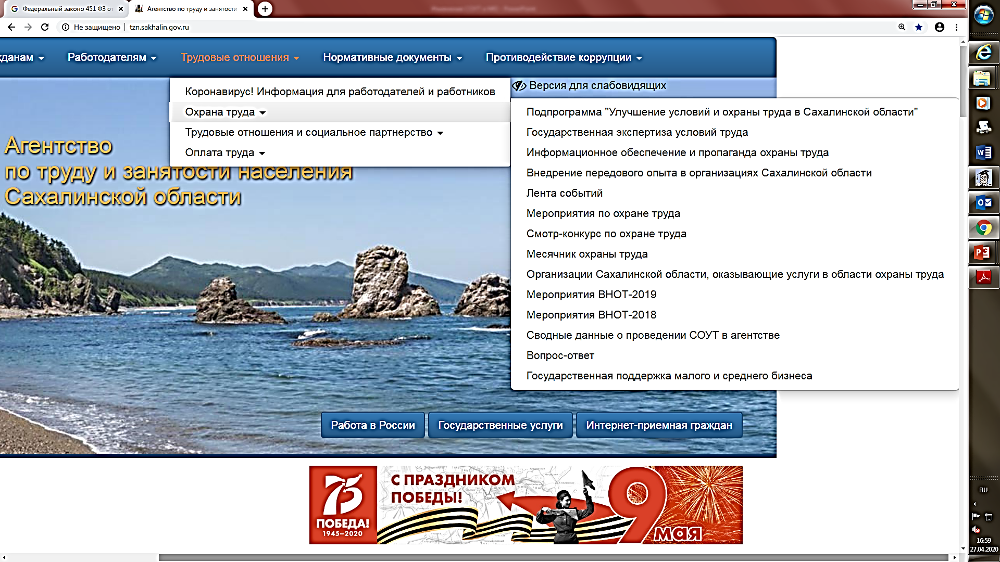 Федеральный законо 451 ФЗ от
Агентство по труду и занятости
Не защищено
tzn.sakhalin.gov.ru
жданам
Работодателям
Трудовые отношения
Нормативные документы
Противодействие коррупции
Коронавирус! Информация для работодателей и работников
Охрана труда
Трудовые отношения и социальное партнерство
Оплата труда
Версия для слабовидящих
Подпрограмма "Улучшение условий и охраны труда в Сахалинской области"
Государственная экспертиза условий труда
Информационное обеспечение и пропаганда охраны труда
Внедрение передового опыта в организациях Сахалинской области
Лента событий
Мероприятия по охране труда
Смотр-конкурс по охране труда
Месячник охраны труда
Организации Сахалинской области, оказывающие услуги в области охраны труда
Мероприятия ВНОТ-2019
Мероприятия ВНОТ-2018
Сводные данные о проведении СОУТ в агентстве
Вопрос-ответ
Государственная поддержка малого и среднего бизнеса
Агентство
по труду и занятости населения
Сахалинской области
Работа в России
Государственные услуги
Интернет-приемная граждан
75
ПОБЕДА!
1945–2020
С ПРАЗДНИКОМ
ПОБЕДЫ!
9
мая
RU
16:59
27.04.2020